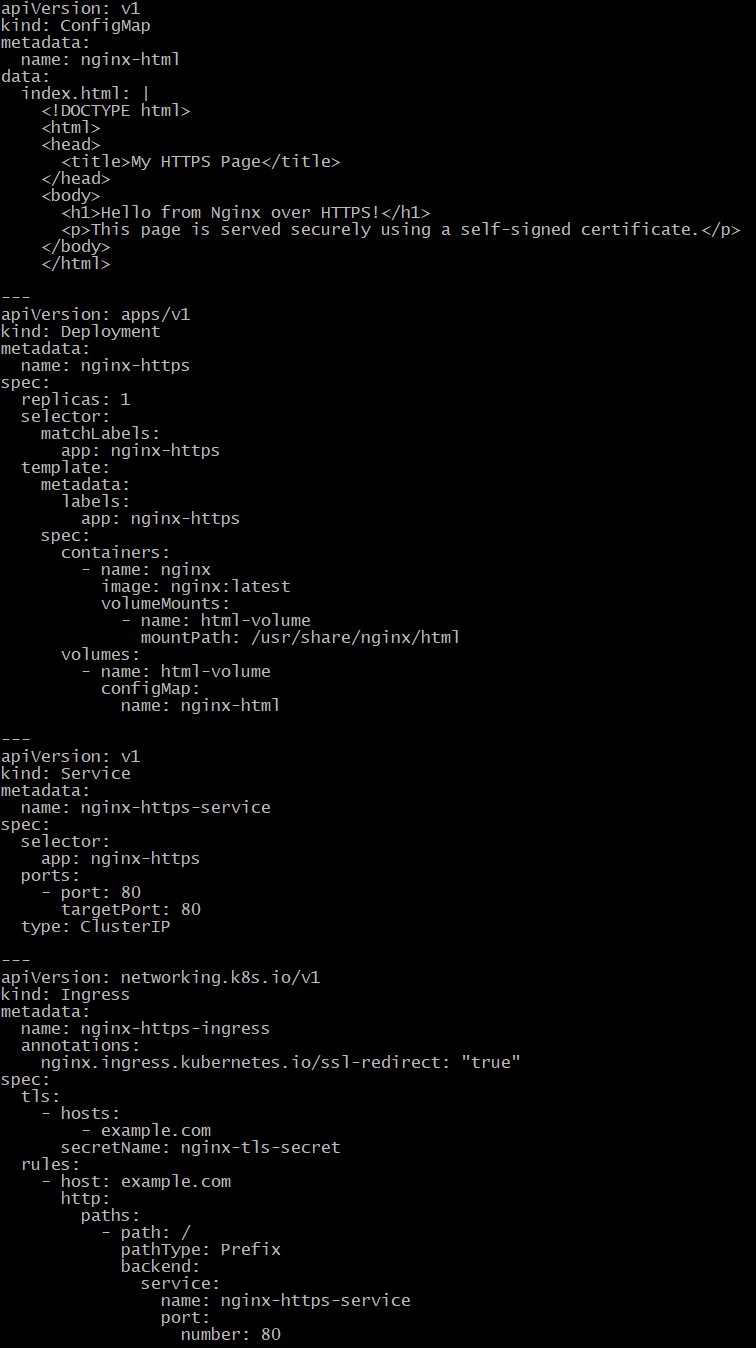 apiVersion: v1
kind: ConfigMap
metadata:
  name: nginx-html
data:
  index.html: |
    <!DOCTYPE html>
    <html>
    <head>
      <title>My HTTPS Page</title>
    </head>
    <body>
      <h1>Hello from Nginx over HTTPS!</h1>
      <p>This page is served securely using a self-signed certificate.</p>
    </body>
    </html>

---
apiVersion: apps/v1
kind: Deployment
metadata:
  name: nginx-https
spec:
  replicas: 1
  selector:
    matchLabels:
      app: nginx-https
  template:
    metadata:
      labels:
        app: nginx-https
    spec:
      containers:
        - name: nginx
          image: nginx:latest
          volumeMounts:
            - name: html-volume
              mountPath: /usr/share/nginx/html
      volumes:
        - name: html-volume
          configMap:
            name: nginx-html

---
apiVersion: v1
kind: Service
metadata:
  name: nginx-https-service
spec:
  selector:
    app: nginx-https
  ports:
    - port: 80
      targetPort: 80
  type: ClusterIP

---
apiVersion: networking.k8s.io/v1
kind: Ingress
metadata:
  name: nginx-https-ingress
  annotations:
    nginx.ingress.kubernetes.io/ssl-redirect: "true"
spec:
  tls:
    - hosts:
        - example.com
      secretName: nginx-tls-secret
  rules:
    - host: example.com
      http:
        paths:
          - path: /
            pathType: Prefix
            backend:
              service:
                name: nginx-https-service
                port:
                  number: 80